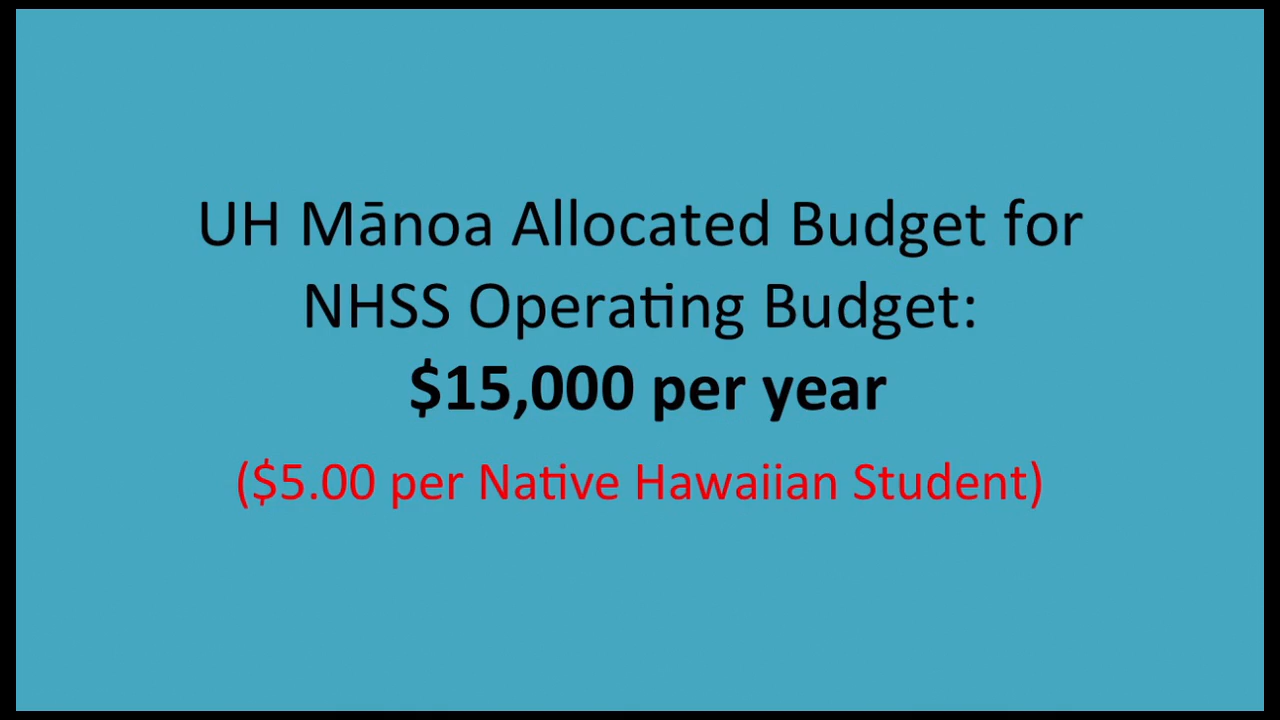 UH Mānoa Allocated Budget for
NHSS Operating Budget:
$15,000 per year
($5.00 per Native Hawaiian Student)